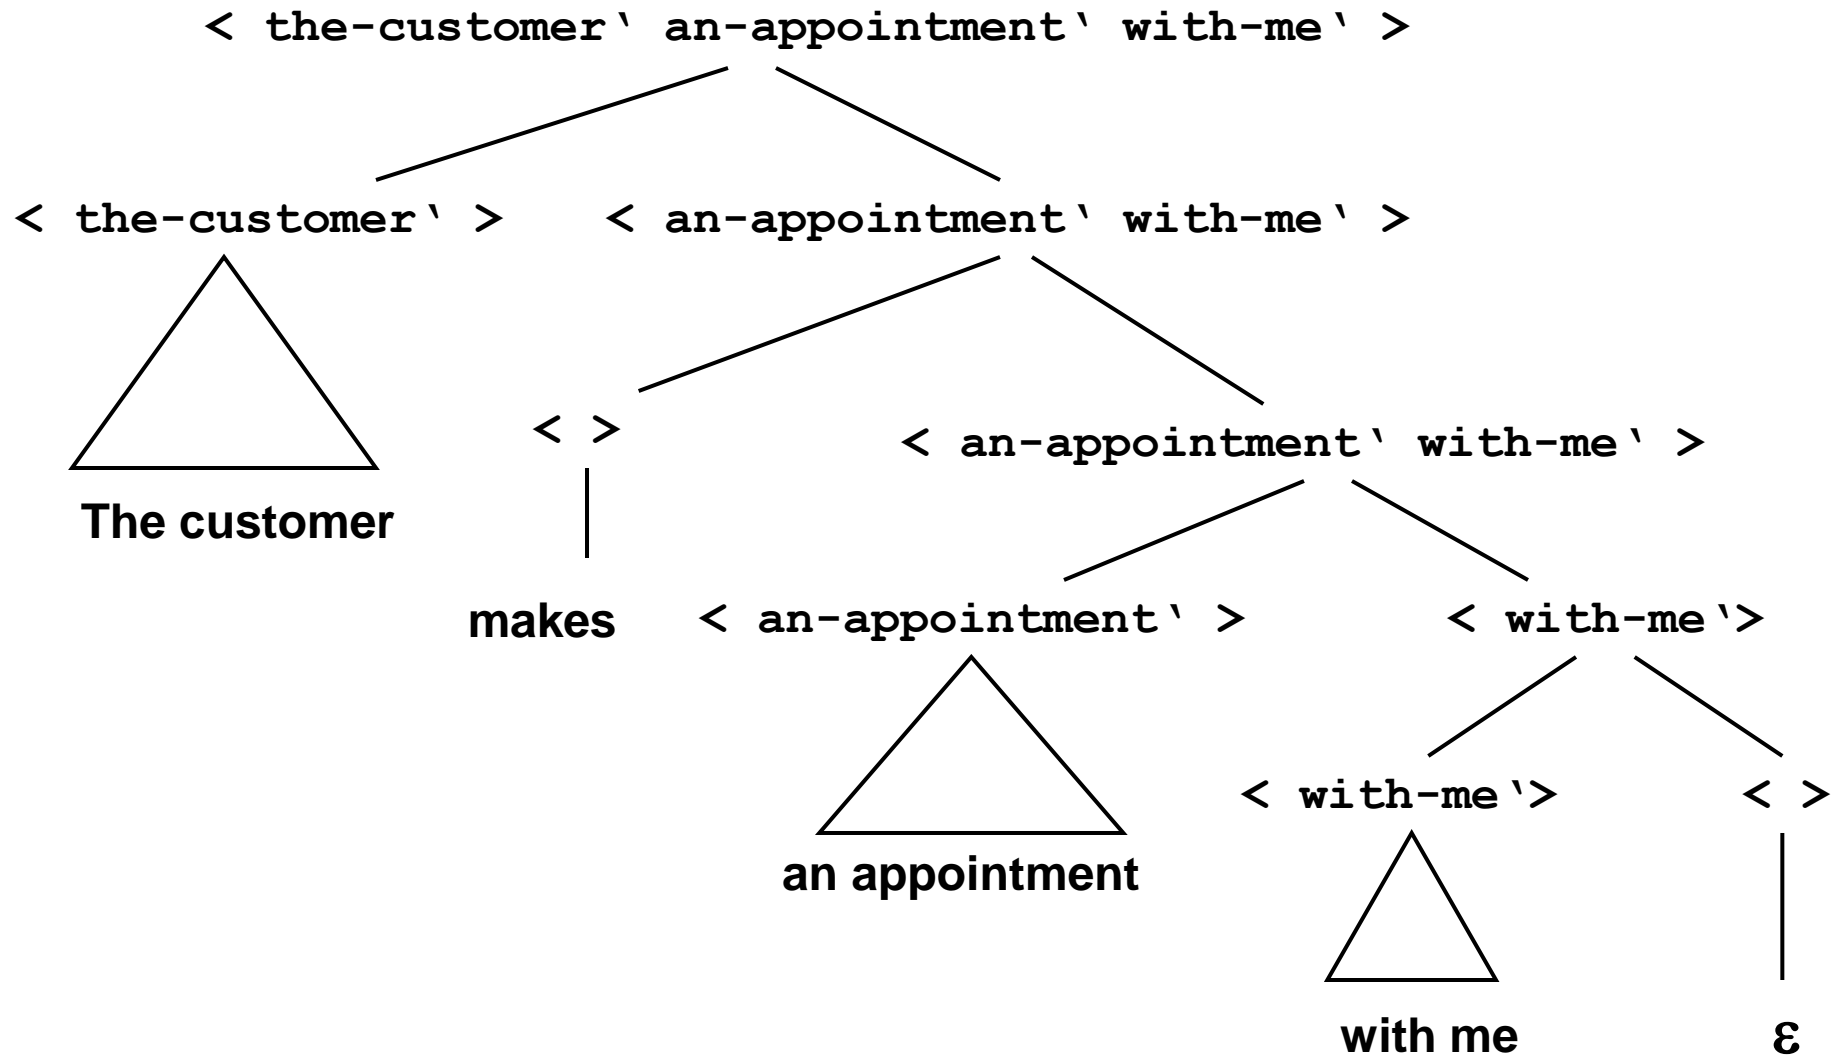 < the-customer‘ an-appointment‘ with-me‘ >
< the-customer‘ > < an-appointment‘ with-me‘ >
< >
< an-appointment‘ with-me‘ >
The customer
makes < an-appointment‘ > < with-me‘>
< with-me‘> < >
an appointment
with me ε